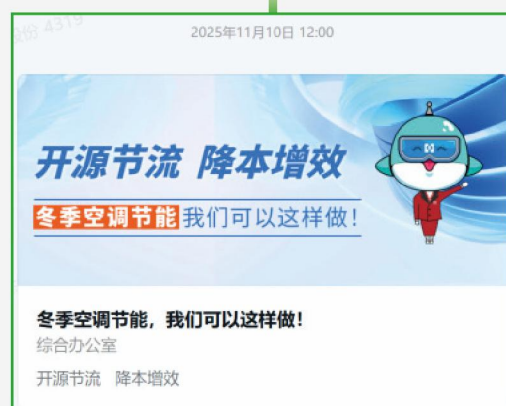 股份 4319
2025年11月10日 12:00
开源节流 降本增效
冬季空调节能 我们可以这样做！
冬季空调节能，我们可以这样做！
综合办公室
开源节流 降本增效